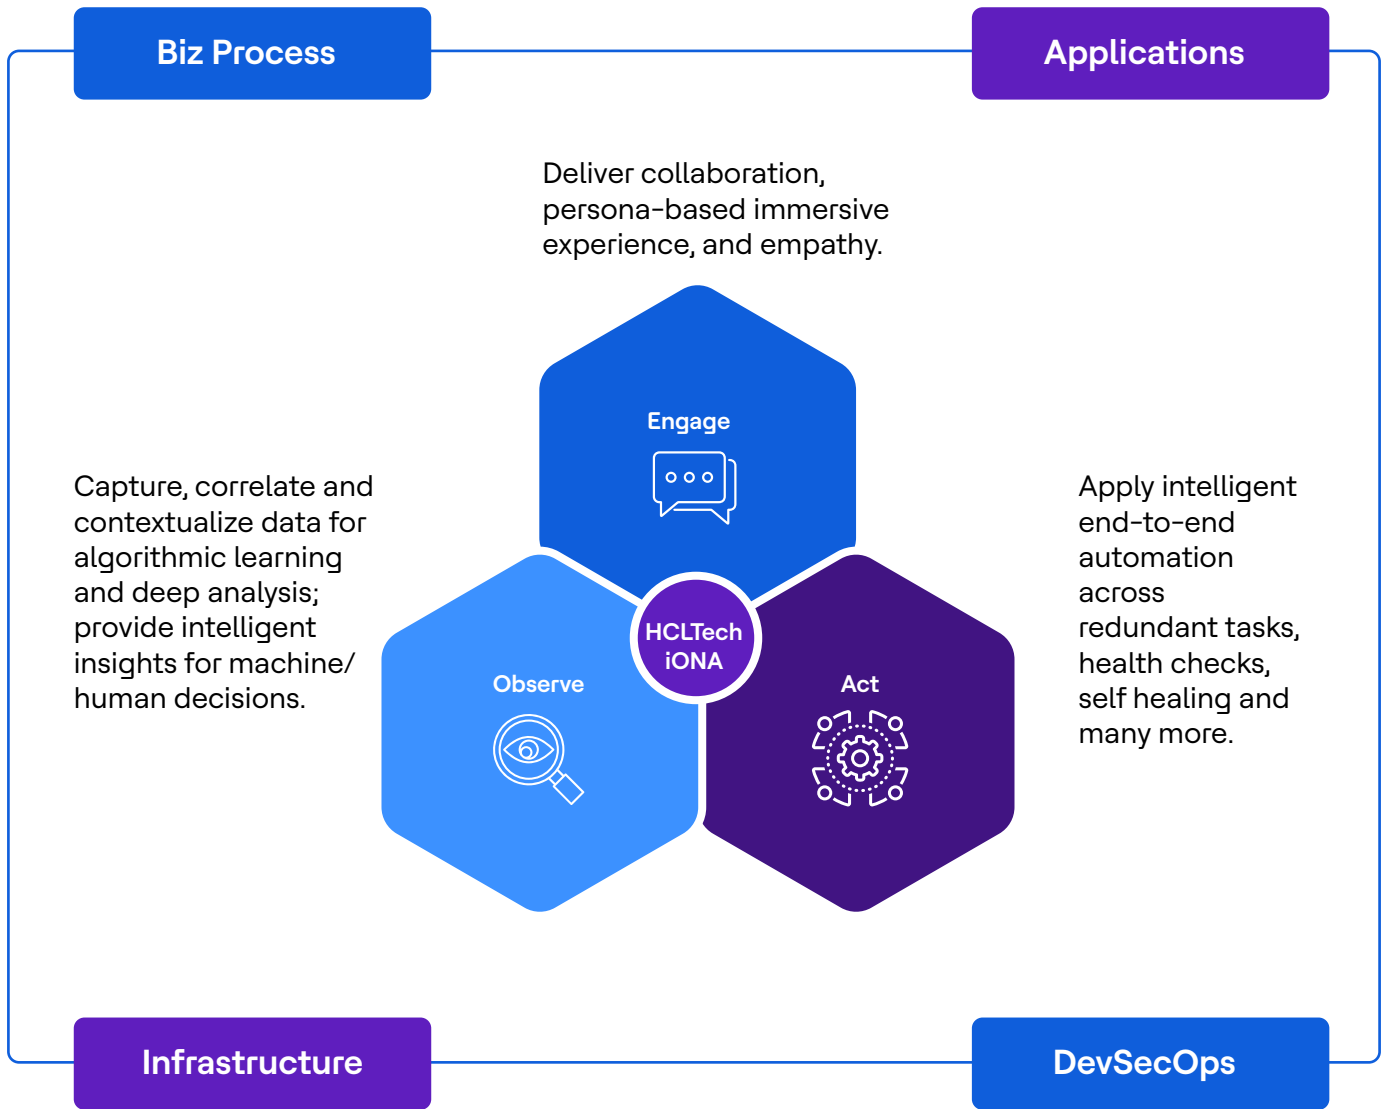 Biz Process
Applications
Deliver collaboration,
persona-based immersive
experience, and empathy.
Engage
Capture, correlate and
contextualize data for
algorithmic learning
and deep analysis;
provide intelligent
insights for machine/
human decisions.
Apply intelligent
end-to-end
automation
across
redundant tasks,
health checks,
self healing and
many more.
HCLTech
iONA
Observe
Act
Infrastructure
DevSecOps